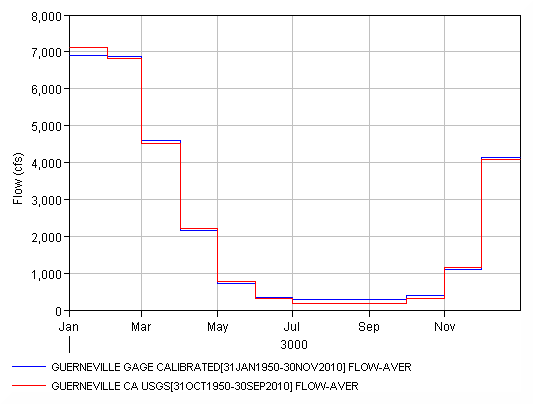 8,000
7,000
6,000
5,000
4,000
3,000
2,000
1,000
0
Flow (cfs)
Jan Mar May Jul Sep Nov
3000
GUERNEVILLE GAGE CALIBRATED[31JAN1950-30NOV2010] FLOW-AVER
GUERNEVILLE CA USGS[31OCT1950-30SEP2010] FLOW-AVER